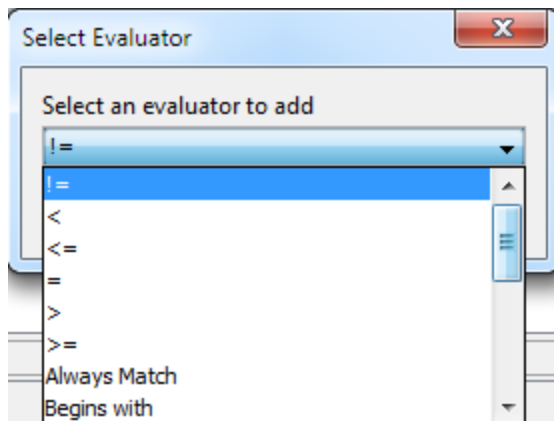 Select Evaluator
Select an evaluator to add
!=
!=
<
<=
=
>
>=
Always Match
Begins with